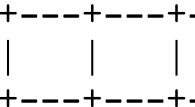 +---+---+-
|   |   |
+---+---+-